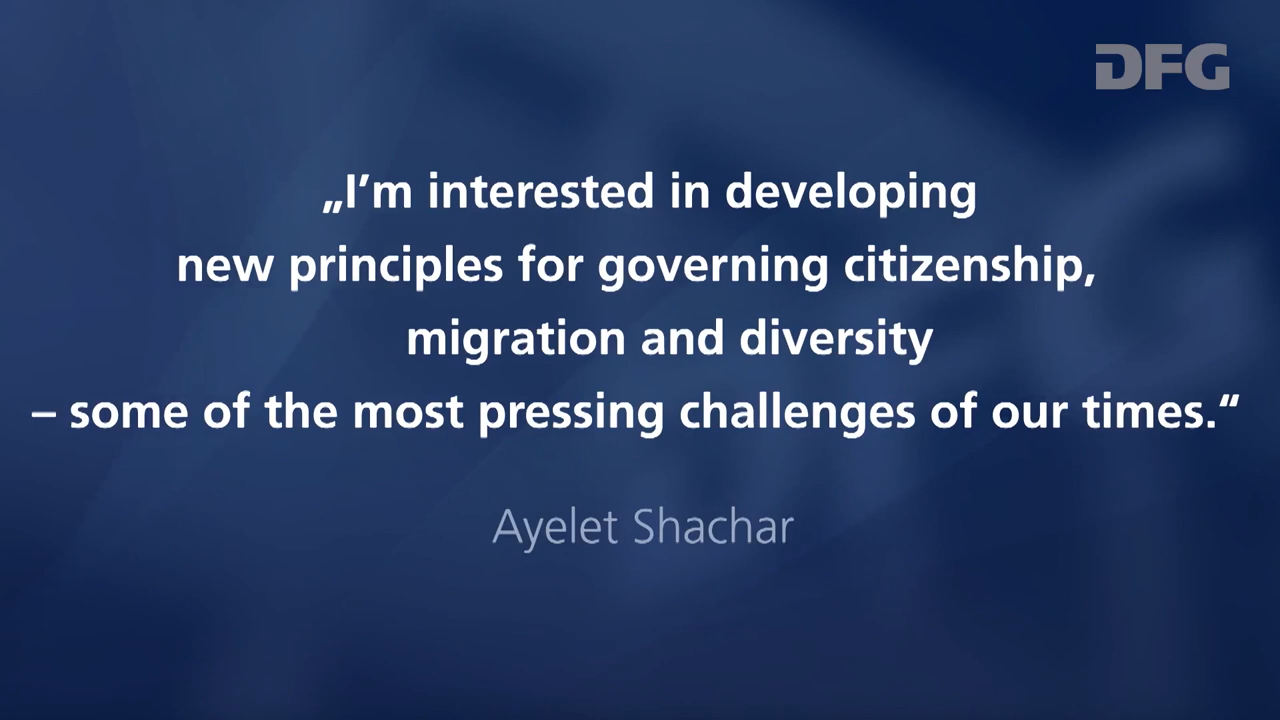 DFG
„I’m interested in developing
new principles for governing citizenship,
migration and diversity
– some of the most pressing challenges of our times.“
Ayelet Shachar